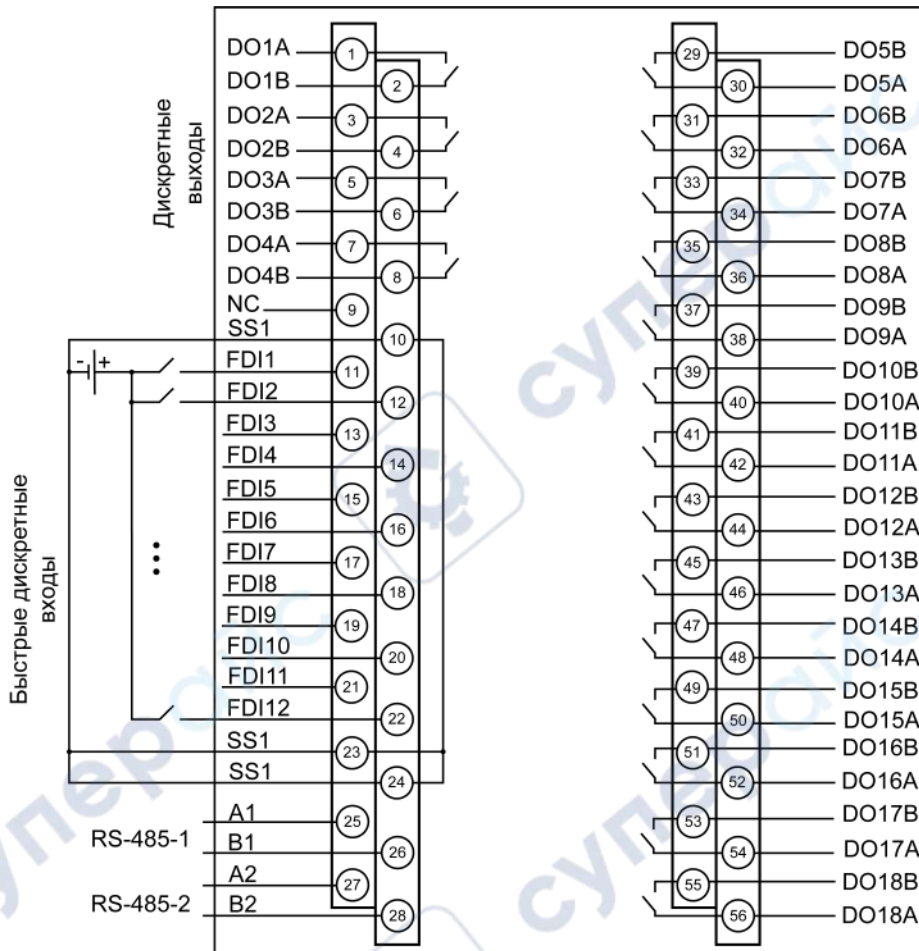 Дискретные
выходы
DO1A 1
DO1B 2
DO2A 3
DO2B 4
DO3A 5
DO3B 6
DO4A 7
DO4B 8
NC 9
SS1 10
- + FDI1 11
FDI2 12
FDI3 13
FDI4 14
FDI5 15
FDI6 16
FDI7 17
FDI8 18
FDI9 19
FDI10 20
FDI11 21
FDI12 22
SS1 23
SS1 24
Быстрые дискретные
входы
A1 25
RS-485-1
B1 26
A2 27
RS-485-2
B2 28
29 DO5B
30 DO5A
31 DO6B
32 DO6A
33 DO7B
34 DO7A
35 DO8B
36 DO8A
37 DO9B
38 DO9A
39 DO10B
40 DO10A
41 DO11B
42 DO11A
43 DO12B
44 DO12A
45 DO13B
46 DO13A
47 DO14B
48 DO14A
49 DO15B
50 DO15A
51 DO16B
52 DO16A
53 DO17B
54 DO17A
55 DO18B
56 DO18A
суперайс
суперайс
суперайс